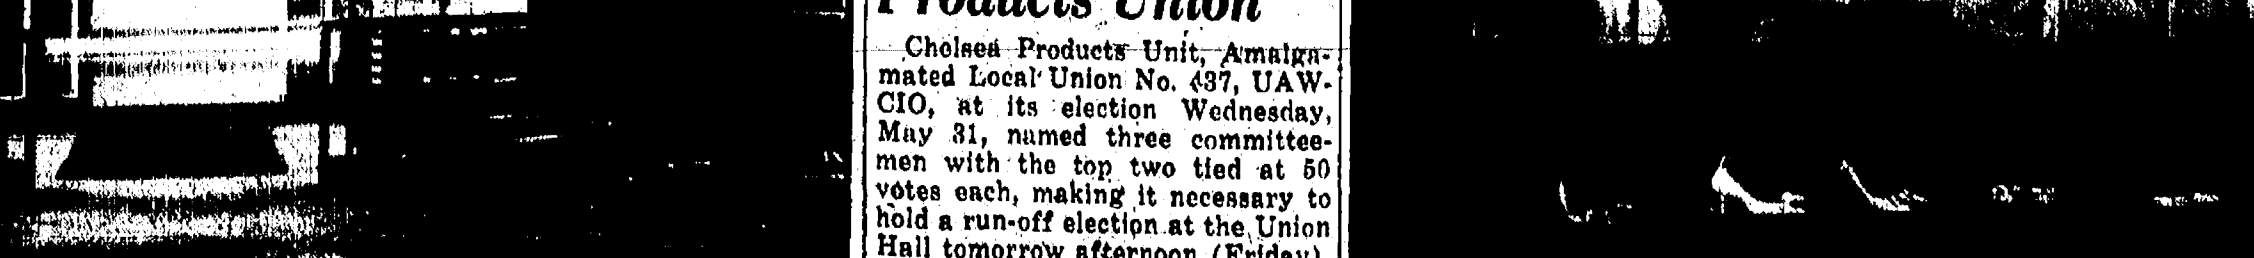 Products Union
Chelsea Products Unit, Amalga-
mated Local Union No. 437, UAW-
CIO, at its election Wednesday,
May 31, named three committee-
men with the top two tied at 50
votes each, making it necessary to
hold a run-off election at the Union
Hall tomorrow afternoon (Friday)